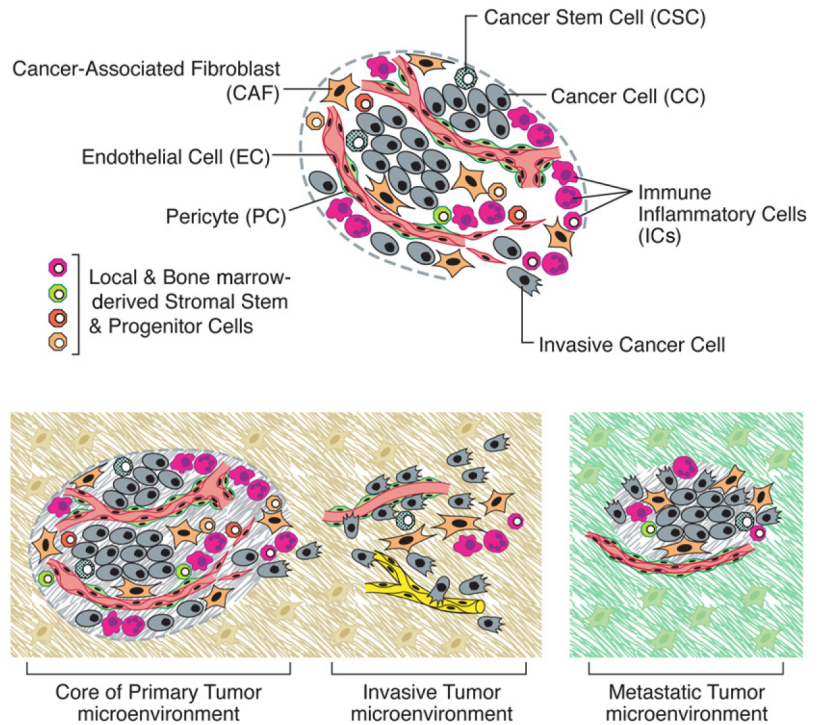 Cancer Stem Cell (CSC)
Cancer-Associated Fibroblast
(CAF)
Cancer Cell (CC)
Endothelial Cell (EC)
Pericyte (PC)
Immune
Inflammatory Cells
(ICs)
Local & Bone marrow-
derived Stromal Stem
& Progenitor Cells
Invasive Cancer Cell
Core of Primary Tumor
microenvironment
Invasive Tumor
microenvironment
Metastatic Tumor
microenvironment